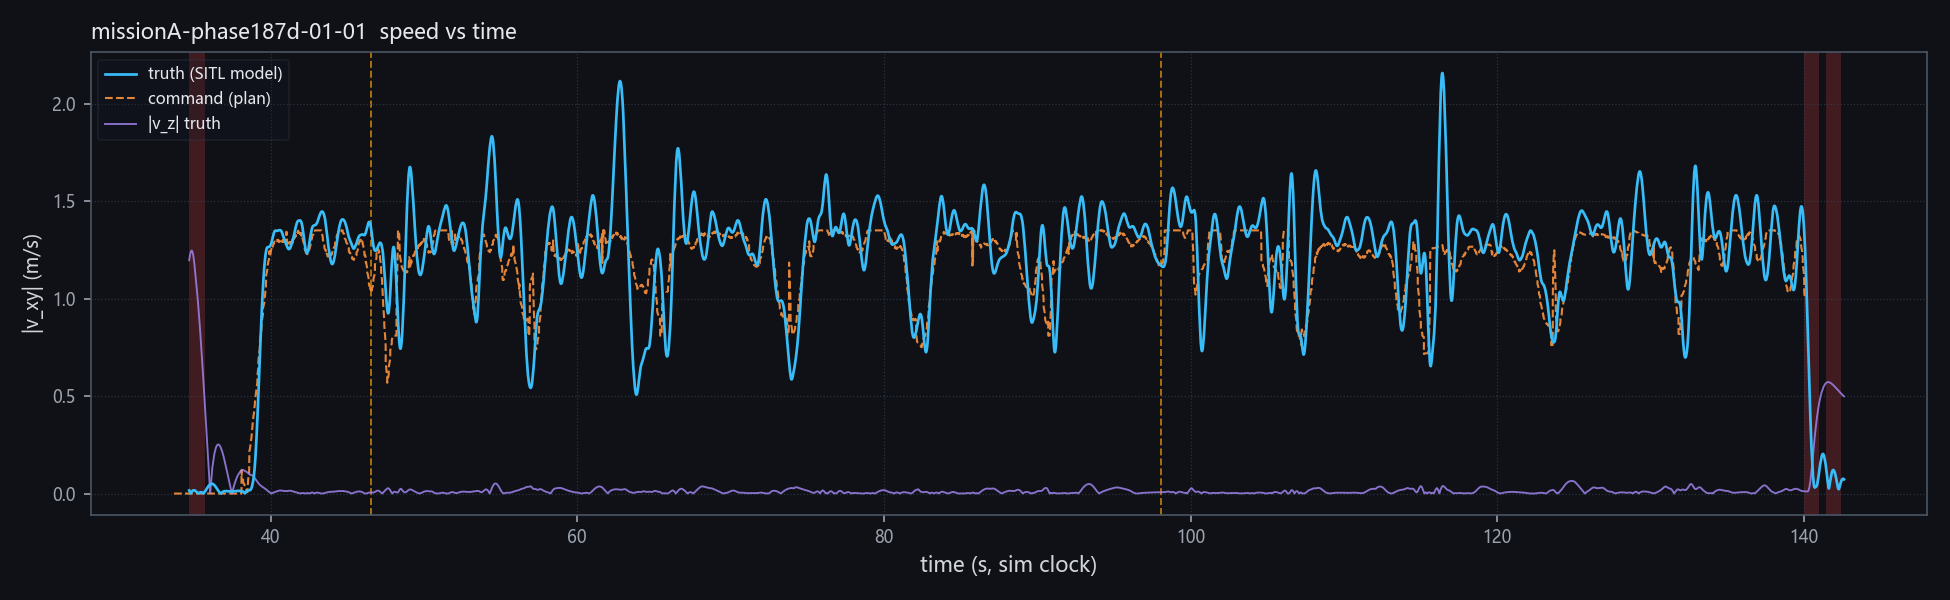 missionA-phase187d-01-01  speed vs time
truth (SITL model)
command (plan)
|v_z| truth
|v_xy| (m/s)
2.0
1.5
1.0
0.5
0.0
40
60
80
100
120
140
time (s, sim clock)